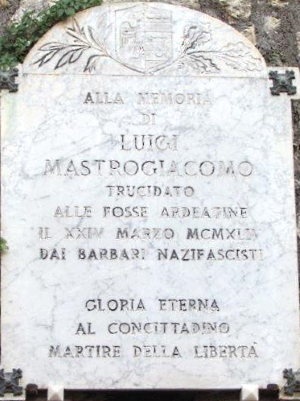 ALLA MEMORIA
DI
LUIGI
MASTROGIACOMO
TRUCIDATO
ALLE FOSSE ARDEATINE
IL XXIV MARZO
DAI BARBARI NAZIFASCISTI
GLORIA ETERNA
AL CONCITTADINO
MARTIRE DELLA LIBERTÀ